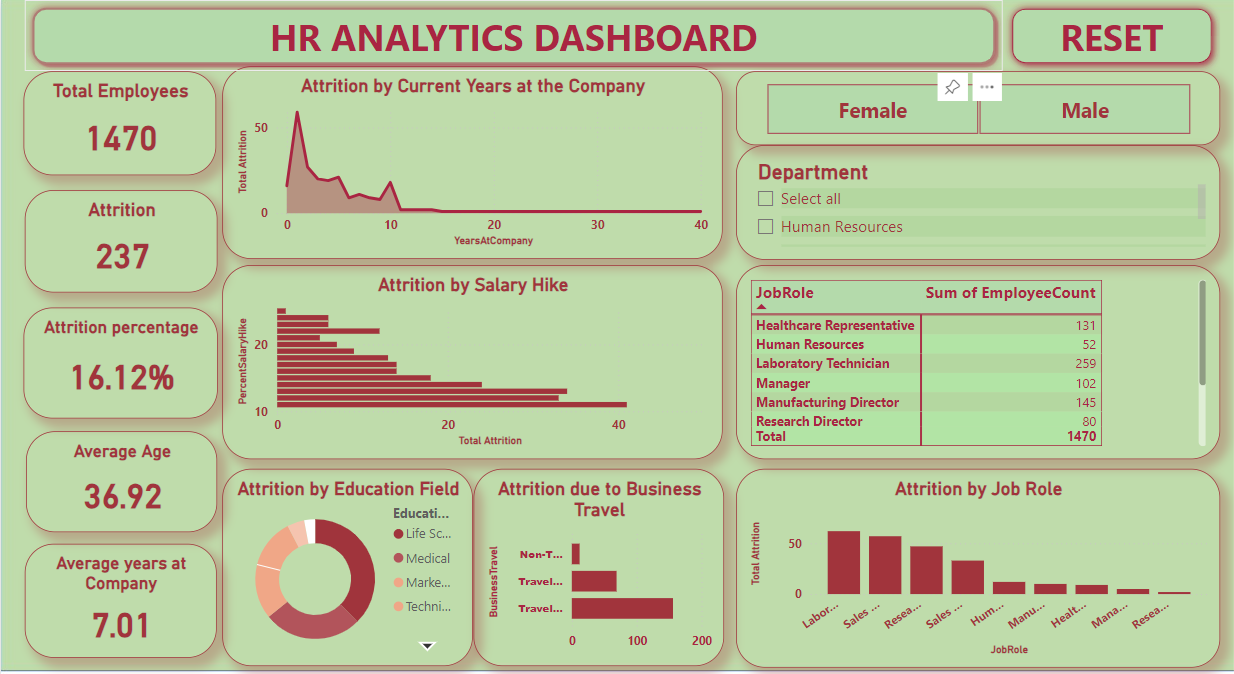 HR ANALYTICS DASHBOARD
RESET
Total Employees
1470
Attrition
237
Attrition percentage
16.12%
Average Age
36.92
Average years at
Company
7.01
Attrition by Current Years at the Company
Total Attrition
50
0
0 10 20 30 40
YearsAtCompany
Attrition by Salary Hike
PercentSalaryHike
20
10
0 20 40
Total Attrition
Attrition by Education Field
Educati...
Life Sc...
Medical
Marke...
Techni...
Attrition due to Business
Travel
BusinessTravel
Non-T...
Travel...
Travel...
0 100 200
Female Male
Department
Select all
Human Resources
JobRole Sum of EmployeeCount
Healthcare Representative 131
Human Resources 52
Laboratory Technician 259
Manager 102
Manufacturing Director 145
Research Director 80
Total 1470
Attrition by Job Role
Total Attrition
50
0
Labor... Sales ... Resea... Sales ... Hum... Manu... Healt... Mana... Resea...
JobRole